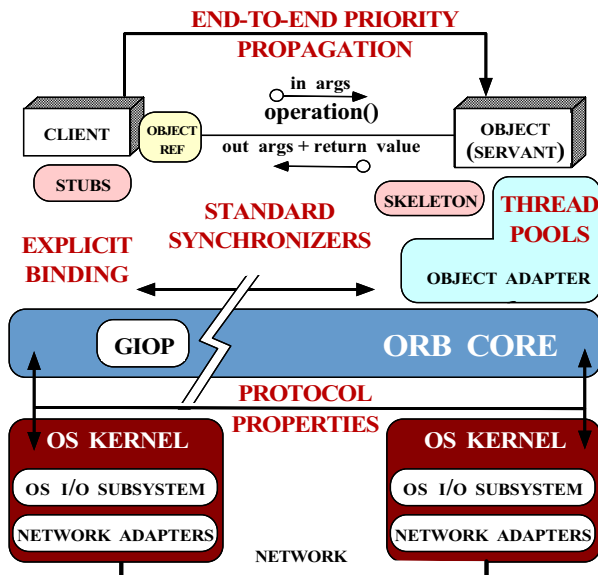 END-TO-END PRIORITY
PROPAGATION
in args
operation()
out args + return value
CLIENT
OBJECT
REF
OBJECT
(SERVANT)
STUBS
SKELETON
STANDARD
SYNCHRONIZERS
EXPLICIT
BINDING
THREAD
POOLS
OBJECT ADAPTER
GIOP
ORB CORE
PROTOCOL
PROPERTIES
OS KERNEL
OS I/O SUBSYSTEM
NETWORK ADAPTERS
OS KERNEL
OS I/O SUBSYSTEM
NETWORK ADAPTERS
NETWORK